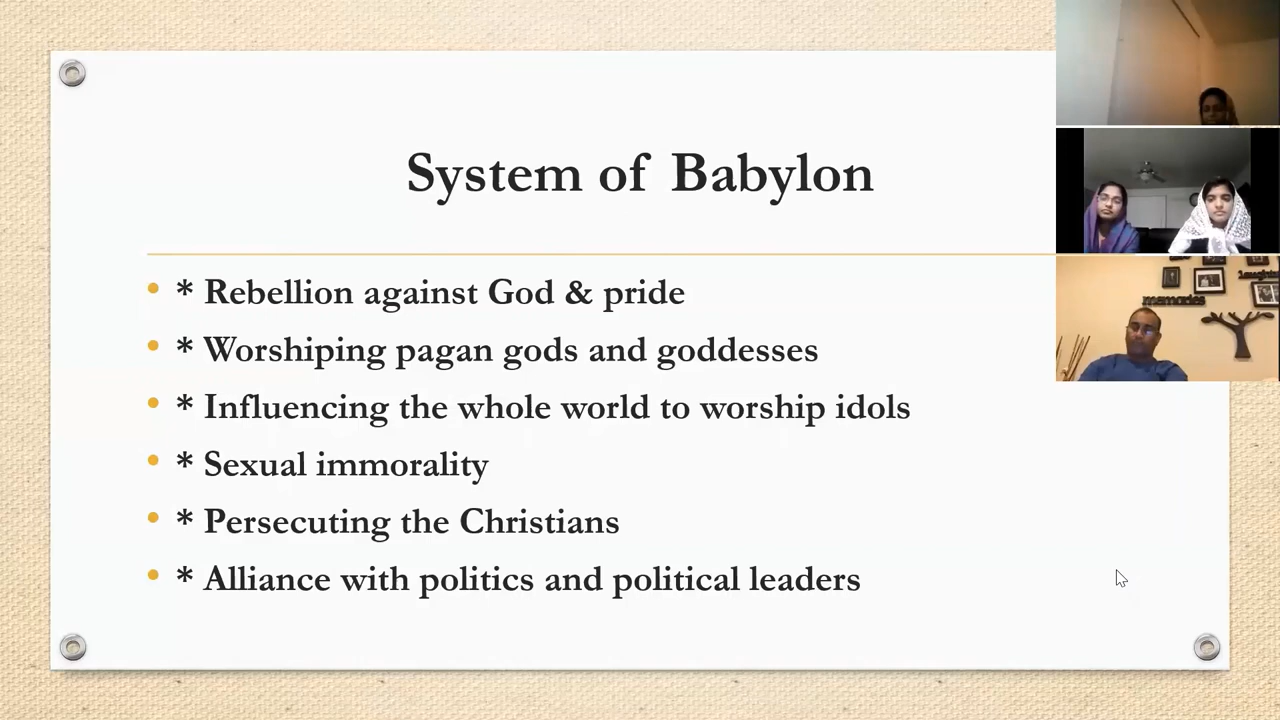 System of Babylon
* Rebellion against God & pride
* Worshiping pagan gods and goddesses
* Influencing the whole world to worship idols
* Sexual immorality
* Persecuting the Christians
* Alliance with politics and political leaders
memories